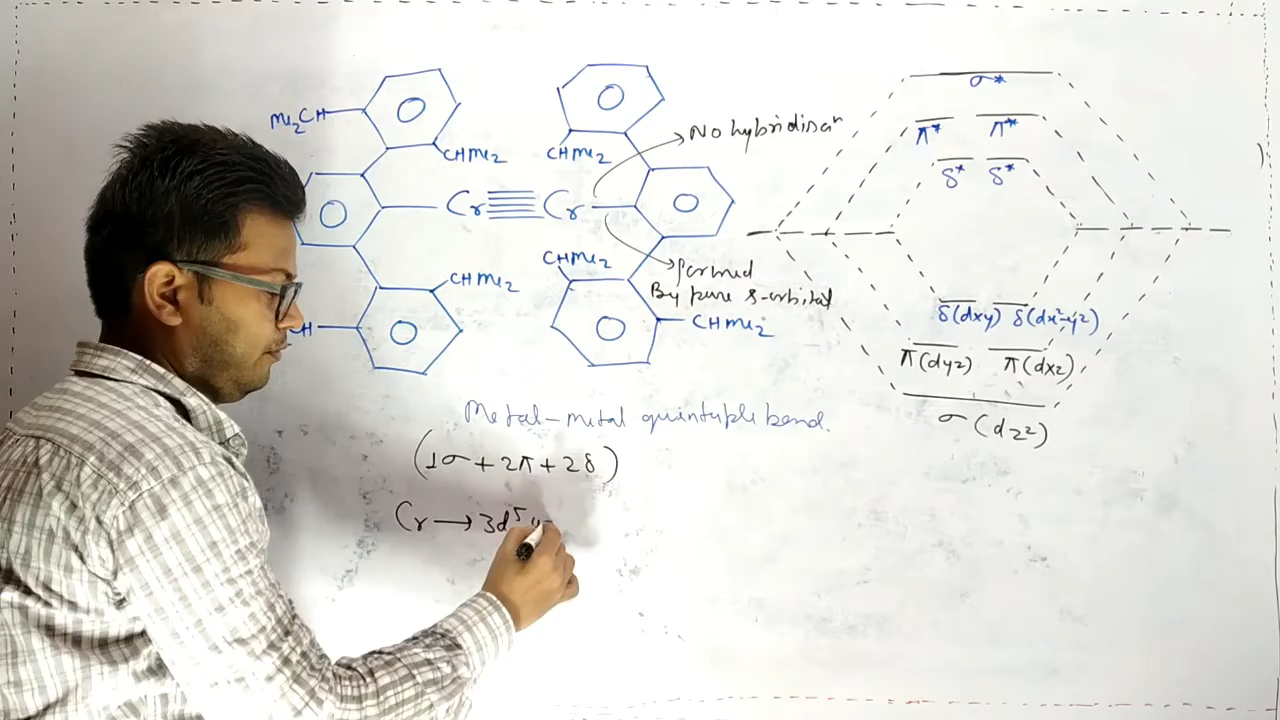 Me₂CH
CHMe₂
CHMe₂
Cr≣Cr
No hybridisaⁿ
CHMe₂
CHMe₂
H
CHMe₂
formed
By pure s-orbital
Metal-metal quintuple bond.
(1σ+2π+2δ)
Cr→3d⁵
σ*
π* π*
δ* δ*
δ(dxy) δ(dx²-y²)
π(dyz) π(dxz)
σ(dz²)
)